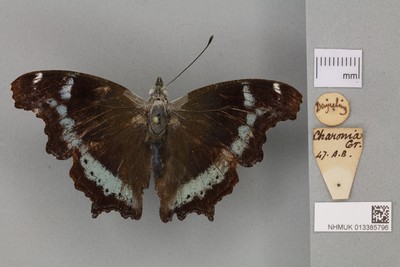 mm
Darjeeling
Charonia
Gr.
47. A.B.
NHMUK 013385796